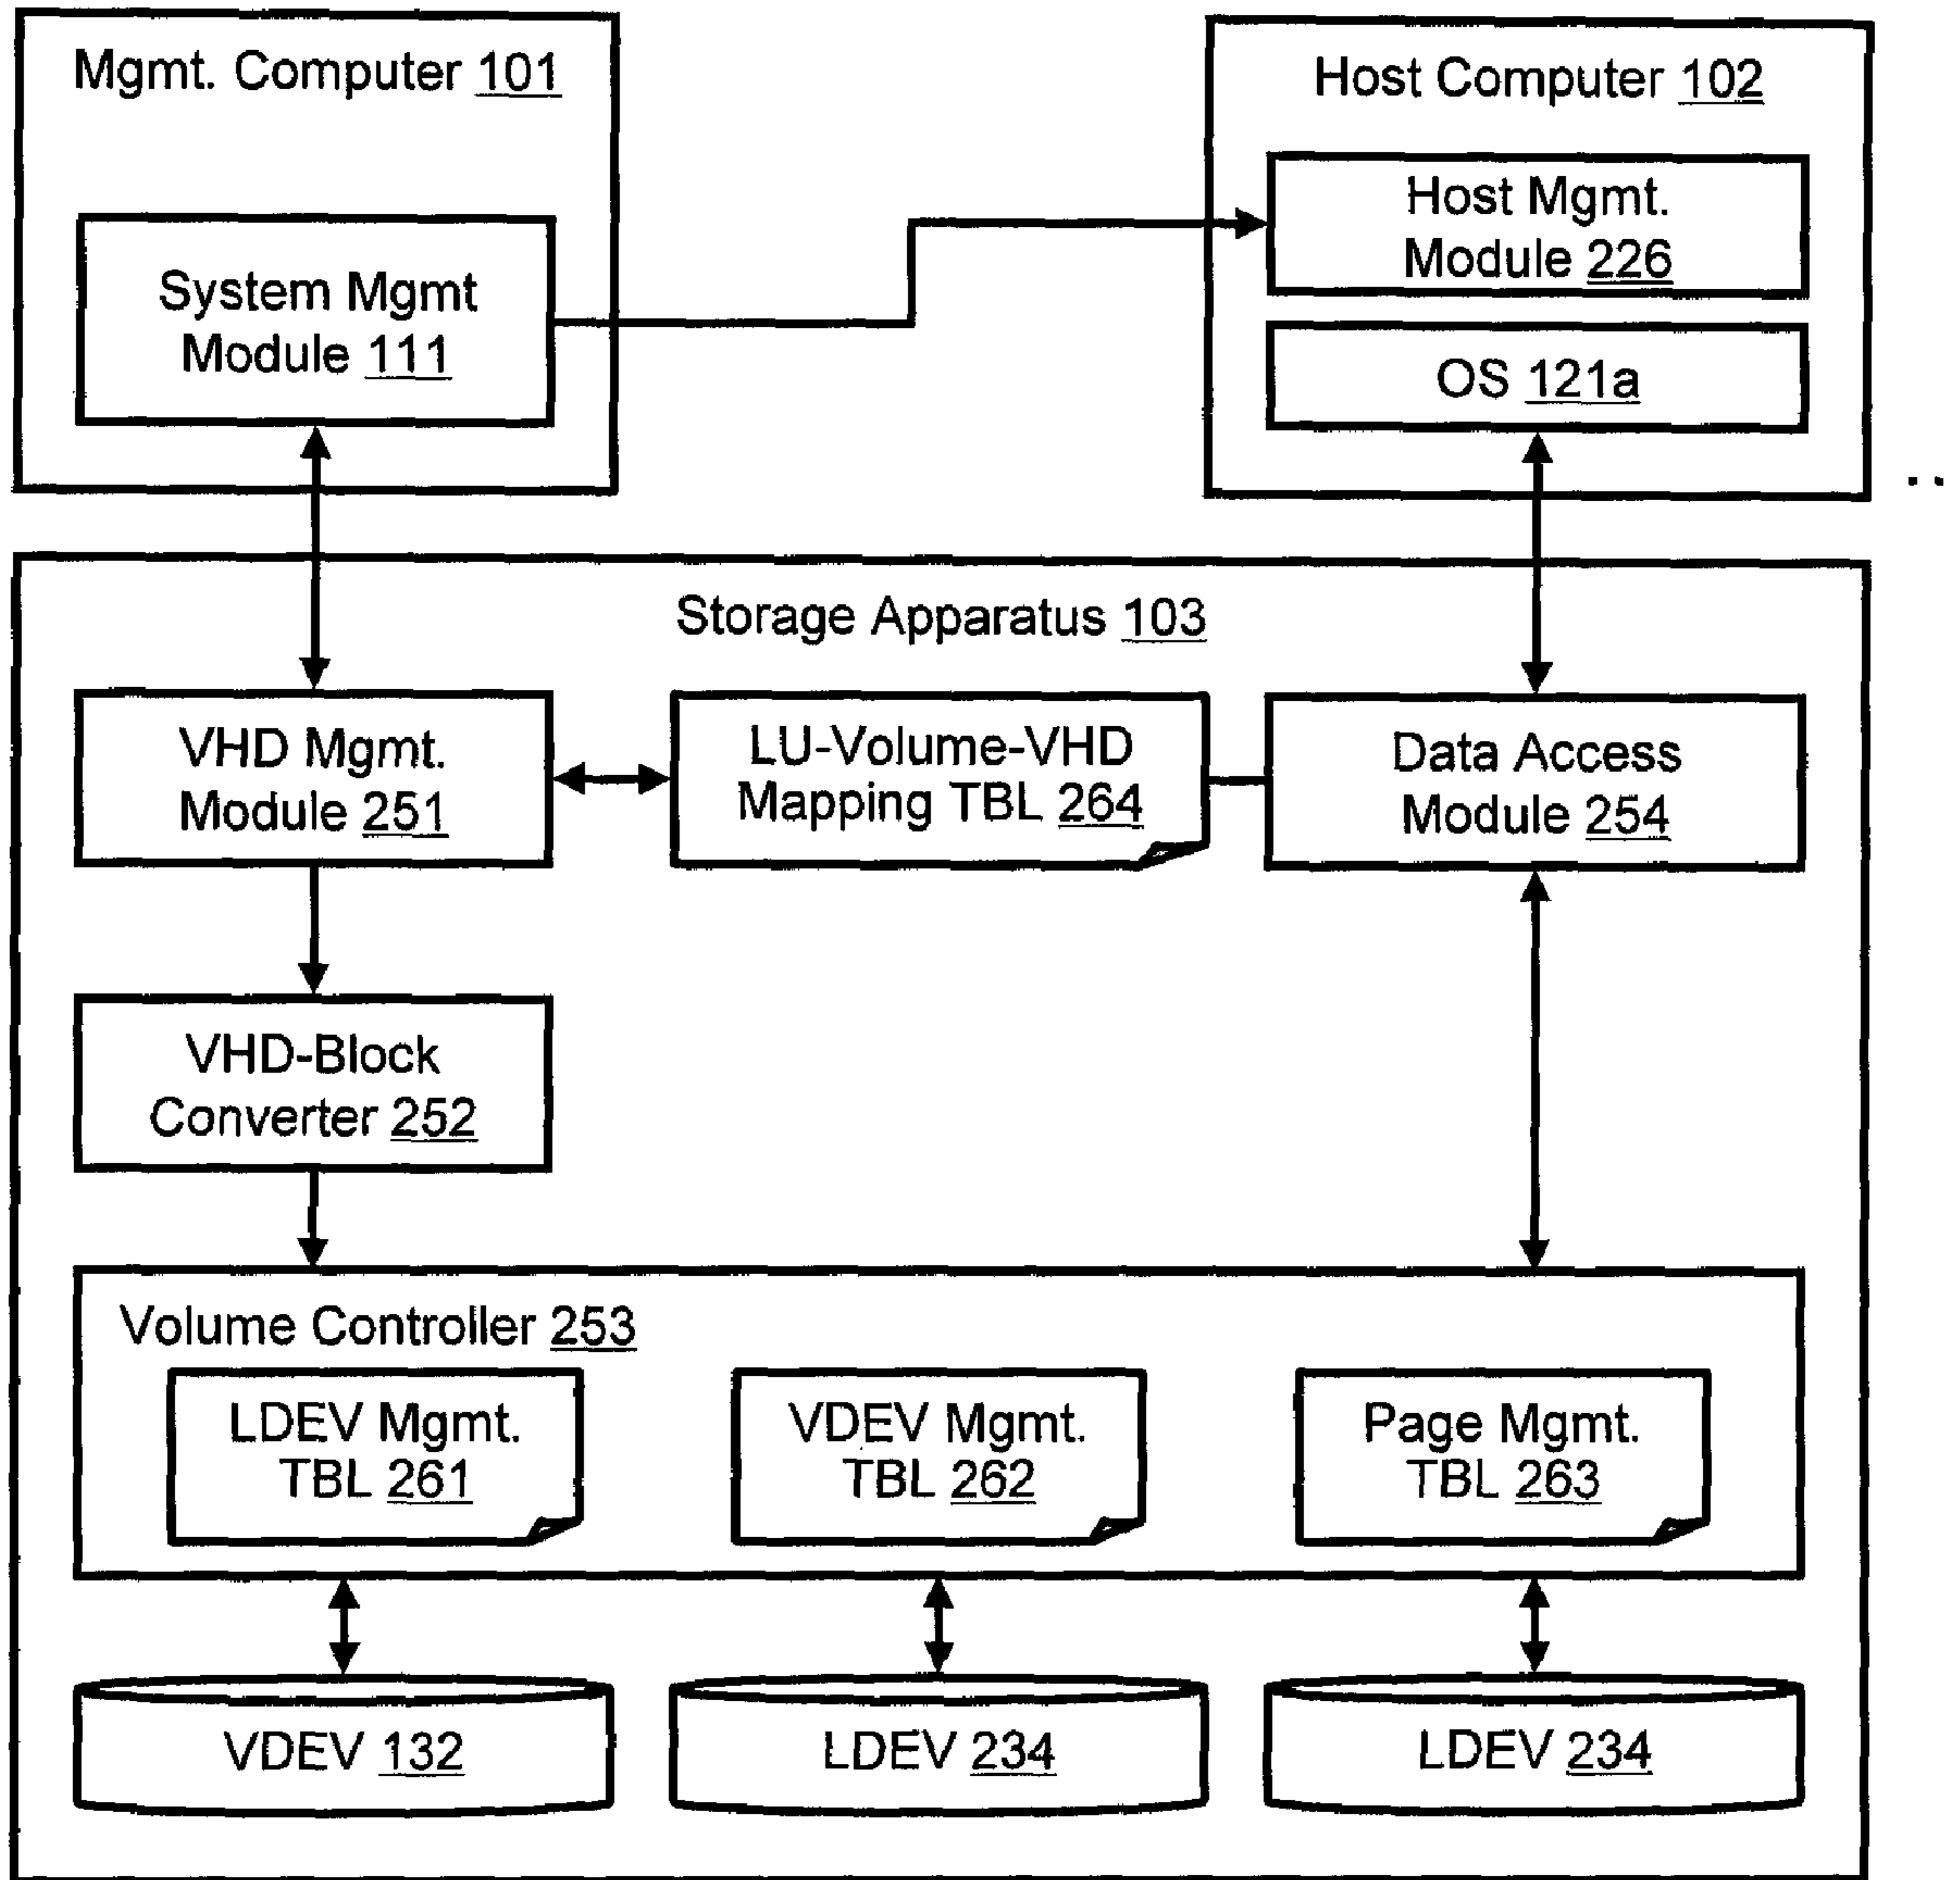 Mgmt. Computer 101
System Mgmt
Module 111
Host Computer 102
Host Mgmt.
Module 226
OS 121a
..
Storage Apparatus 103
VHD Mgmt.
Module 251
LU-Volume-VHD
Mapping TBL 264
Data Access
Module 254
VHD-Block
Converter 252
Volume Controller 253
LDEV Mgmt.
TBL 261
VDEV Mgmt.
TBL 262
Page Mgmt.
TBL 263
VDEV 132
LDEV 234
LDEV 234